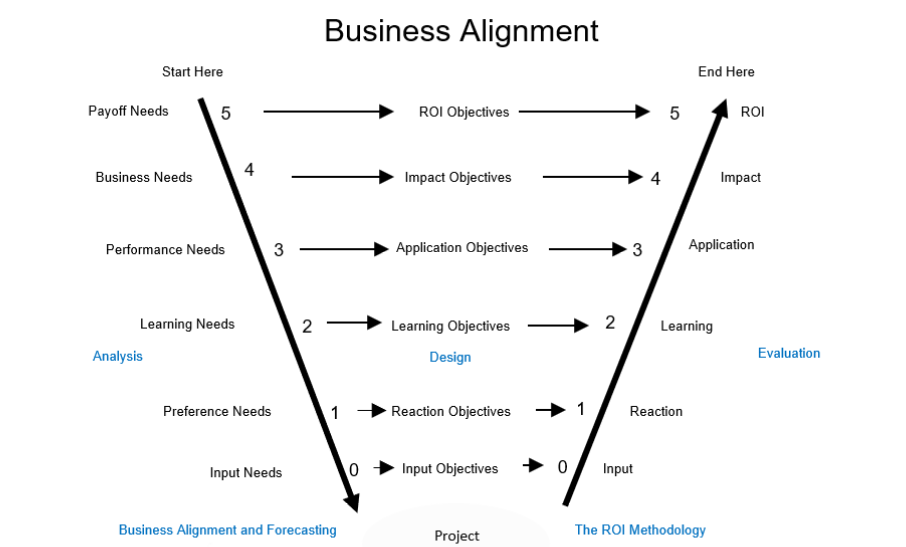 Business Alignment
Start Here
End Here
Payoff Needs 5 ROI Objectives 5 ROI
Business Needs 4 Impact Objectives 4 Impact
Performance Needs 3 Application Objectives 3 Application
Learning Needs 2 Learning Objectives 2 Learning
Analysis Design Evaluation
Preference Needs 1 Reaction Objectives 1 Reaction
Input Needs 0 Input Objectives 0 Input
Business Alignment and Forecasting Project The ROI Methodology